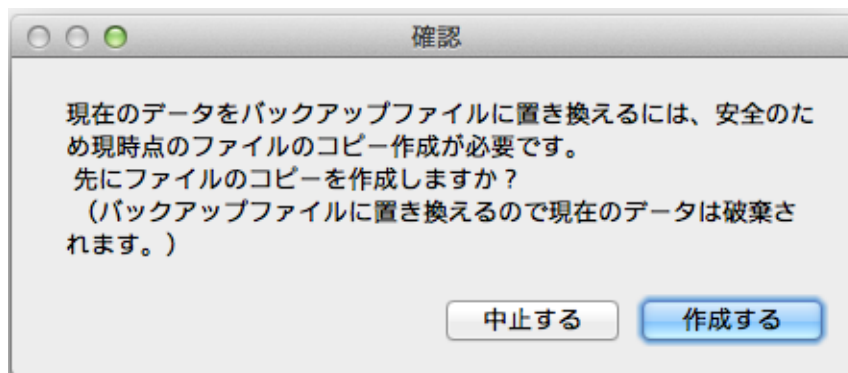 確認
現在のデータをバックアップファイルに置き換えるには、安全のた
め現時点のファイルのコピー作成が必要です。
先にファイルのコピーを作成しますか？
（バックアップファイルに置き換えるので現在のデータは破棄さ
れます。）
中止する
作成する